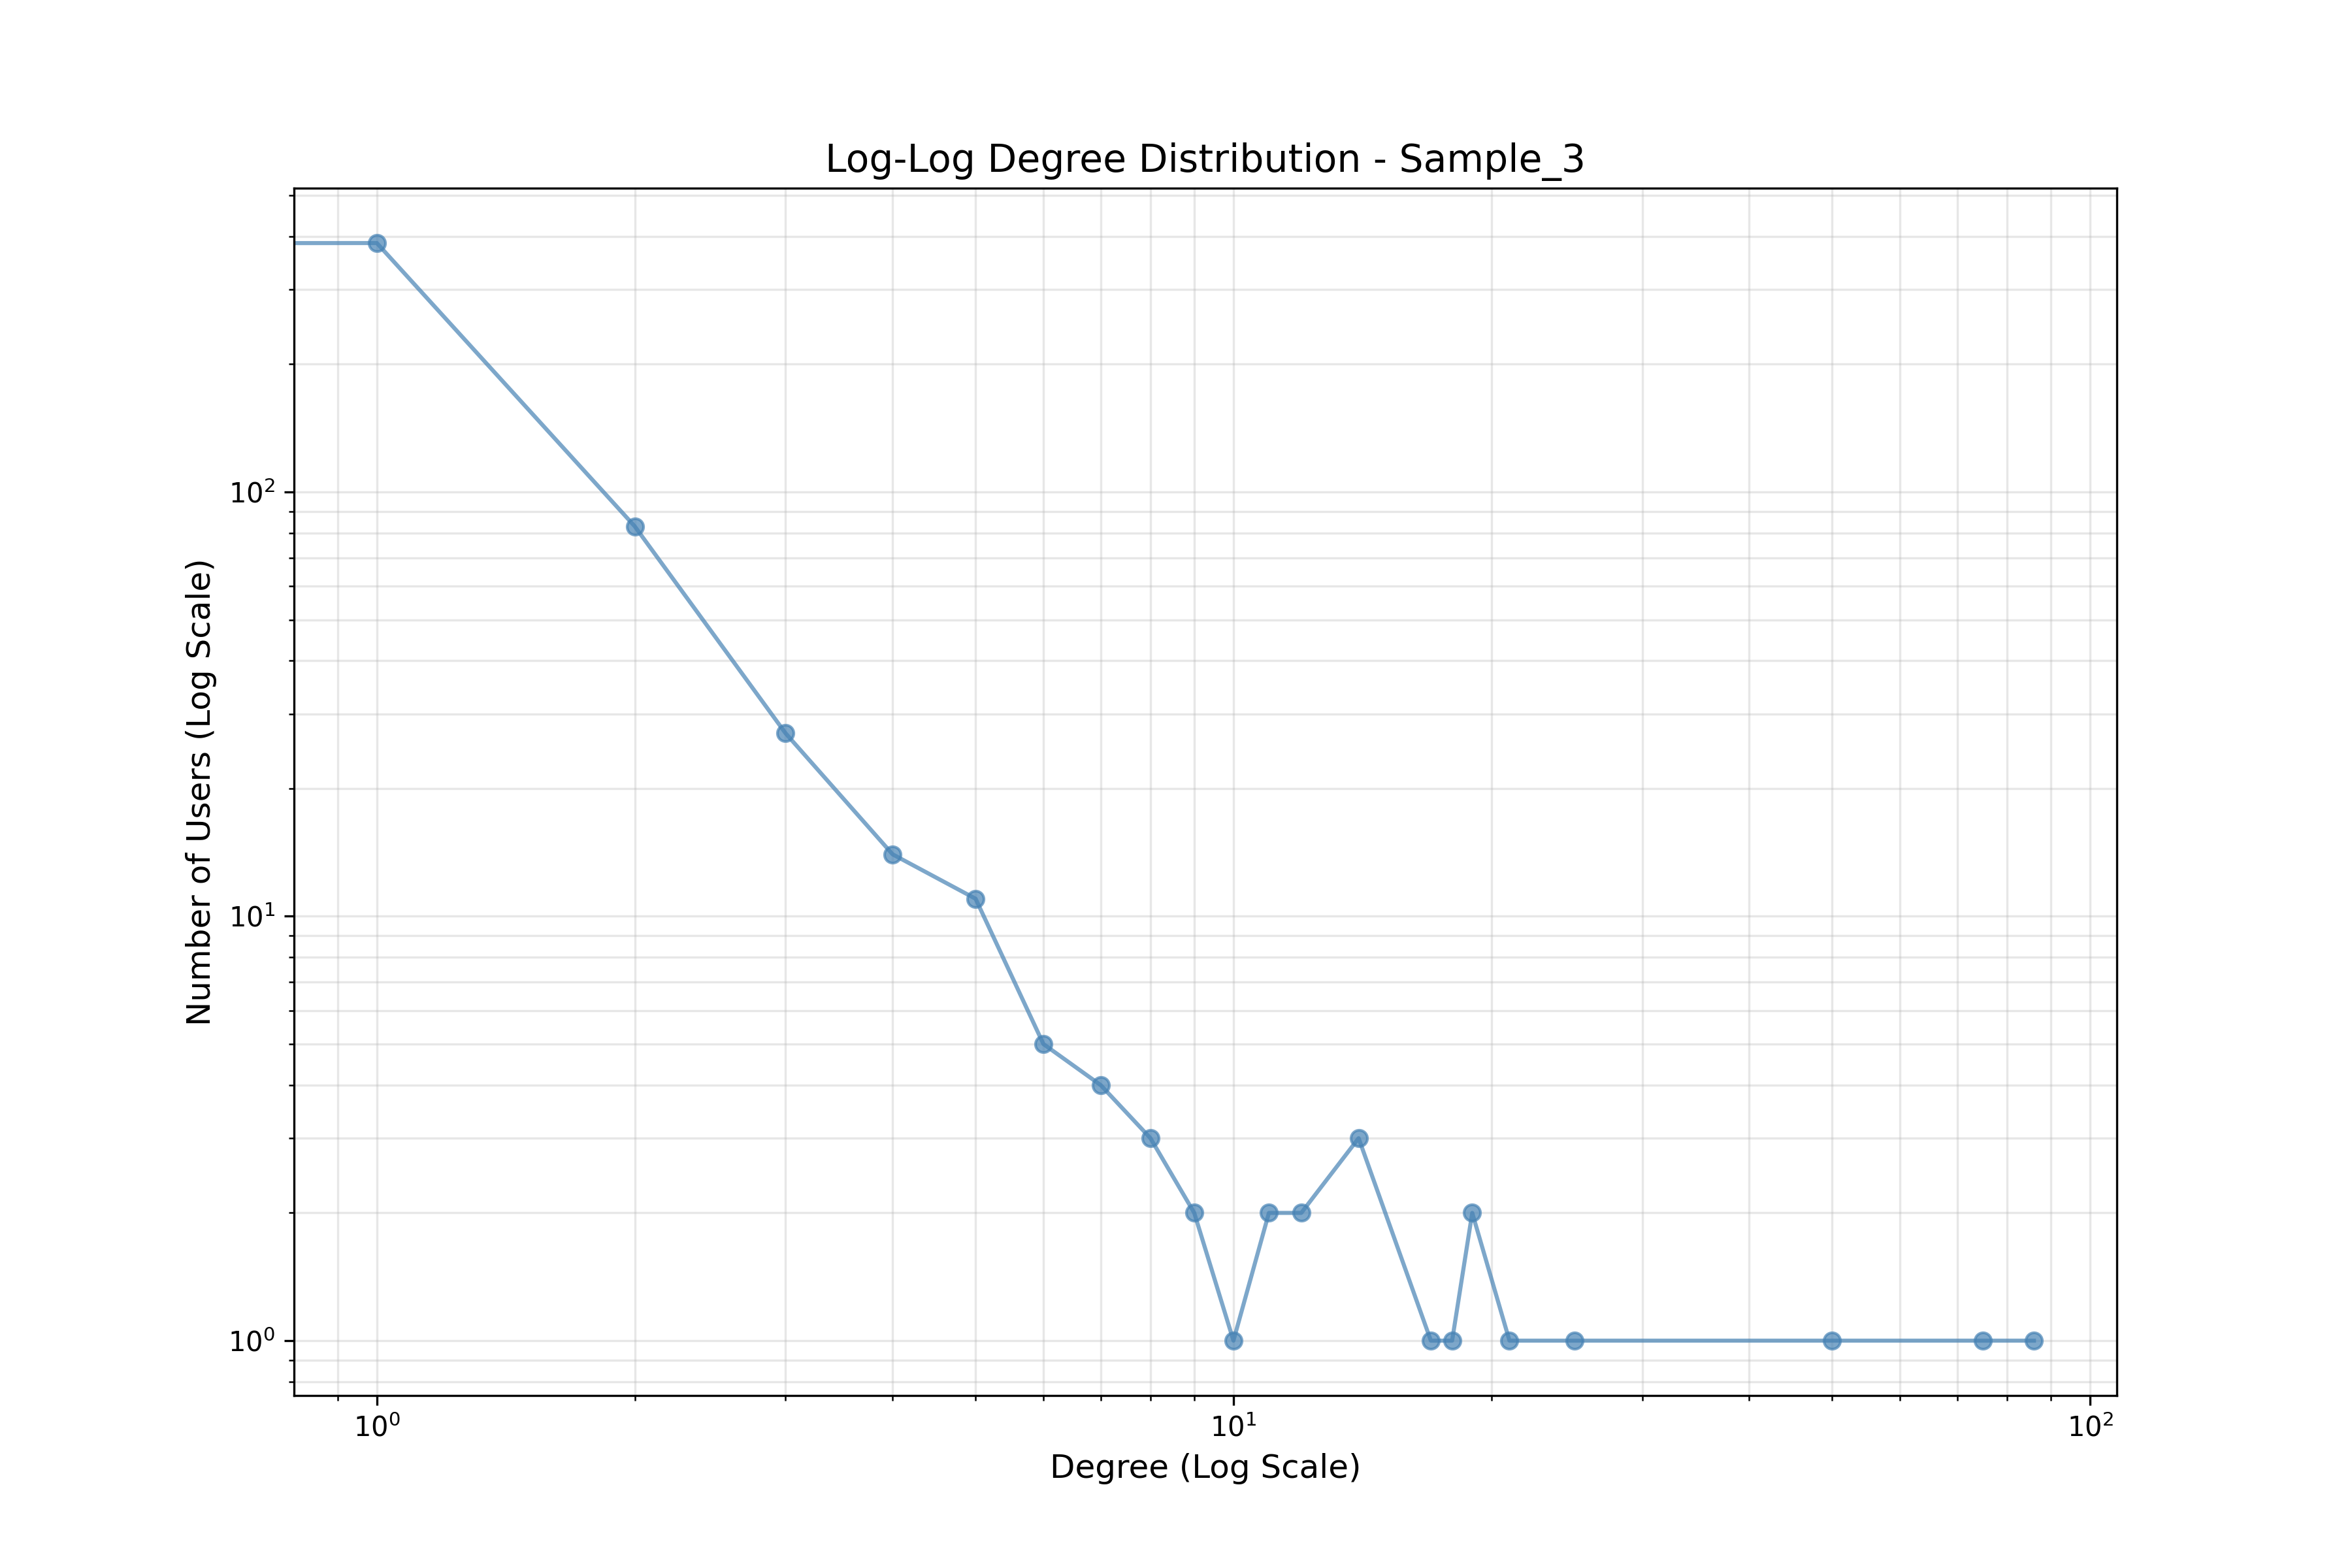 Log-Log Degree Distribution - Sample_3
Number of Users (Log Scale)
10²
10¹
10⁰
10⁰ 10¹ 10²
Degree (Log Scale)